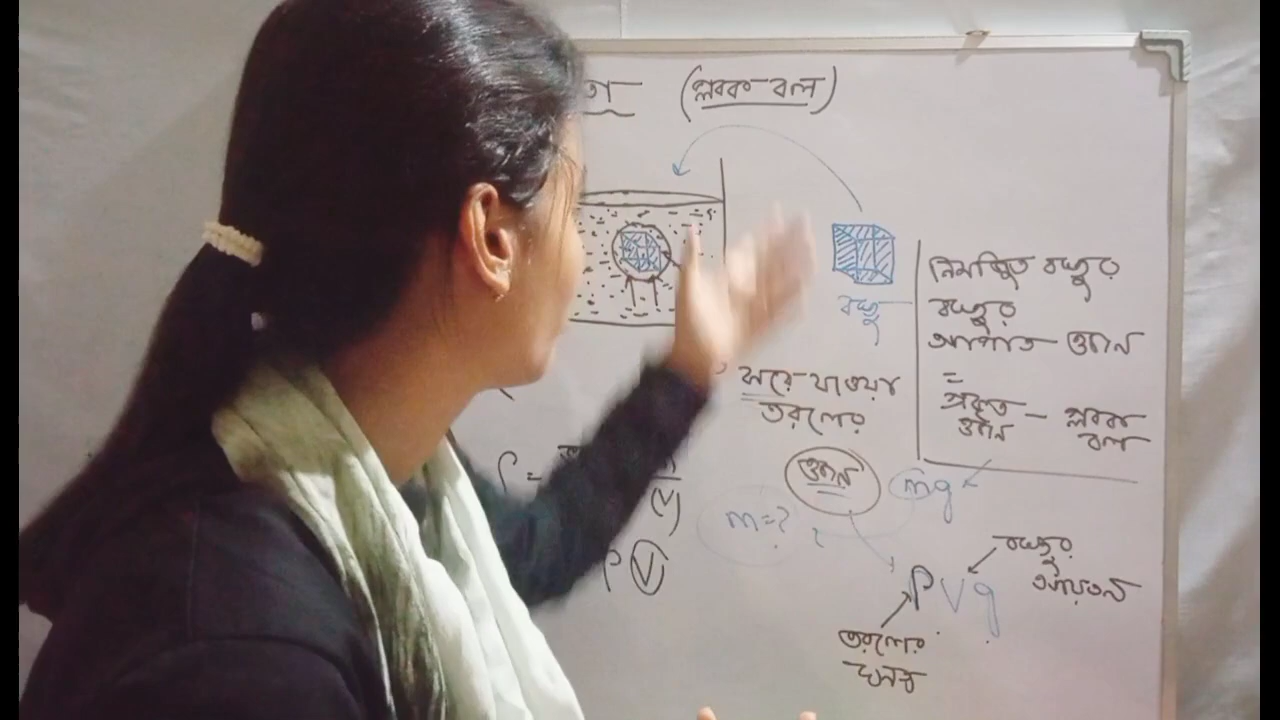 তা (প্লবক-বল)
বস্তু
নিমজ্জিত বস্তুর
বস্তুর
আপাত ওজন
=
প্রকৃত ওজন - প্লবক বল
সরে যাওয়া
তরলের
ওজন
mg
m=?
ρ =
(V)
ρ V
ρVg
বস্তুর
আয়তন
তরলের
ঘনত্ব